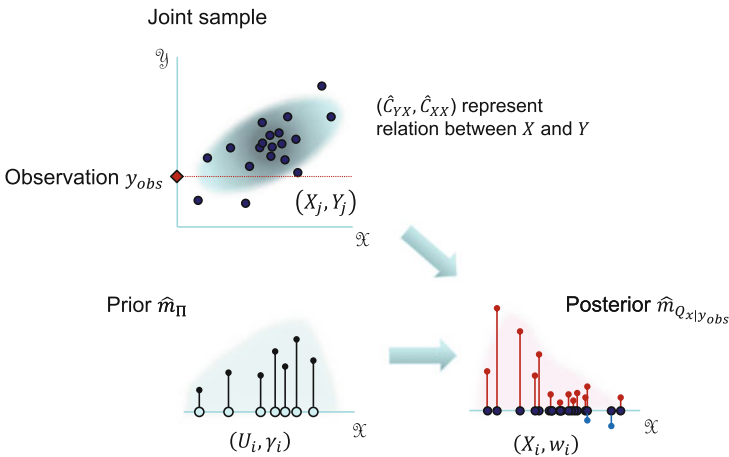 Joint sample
𝒴
(Ĉ_YX, Ĉ_XX) represent
relation between X and Y
Observation y_obs
(X_j, Y_j)
𝒳
Prior m̂_Π
Posterior m̂_{Q_x|y_obs}
𝒳
𝒳
(U_i, γ_i)
(X_i, w_i)